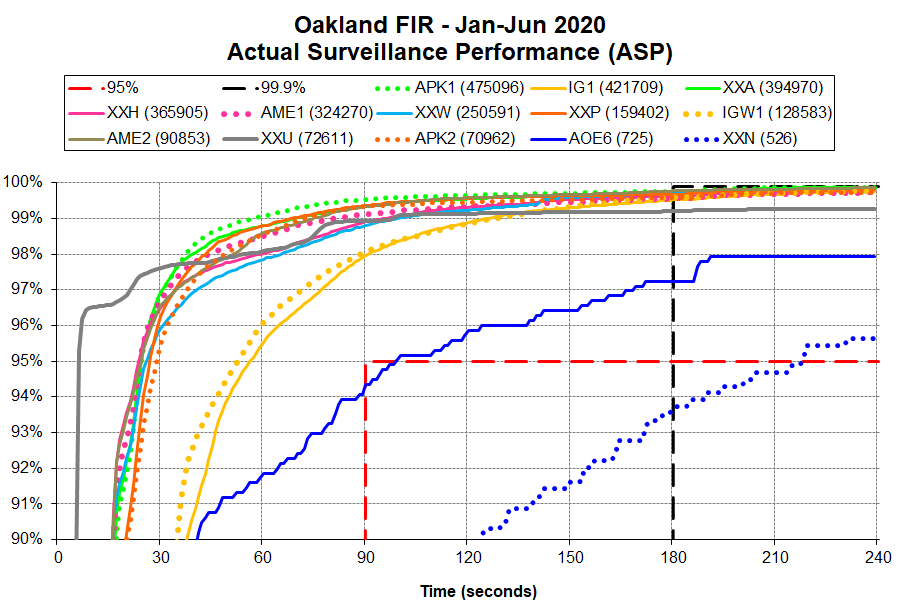 Oakland FIR - Jan-Jun 2020
Actual Surveillance Performance (ASP)
95% 99.9% APK1 (475096) IG1 (421709) XXA (394970)
XXH (365905) AME1 (324270) XXW (250591) XXP (159402) IGW1 (128583)
AME2 (90853) XXU (72611) APK2 (70962) AOE6 (725) XXN (526)
100%
99%
98%
97%
96%
95%
94%
93%
92%
91%
90%
0 30 60 90 120 150 180 210 240
Time (seconds)